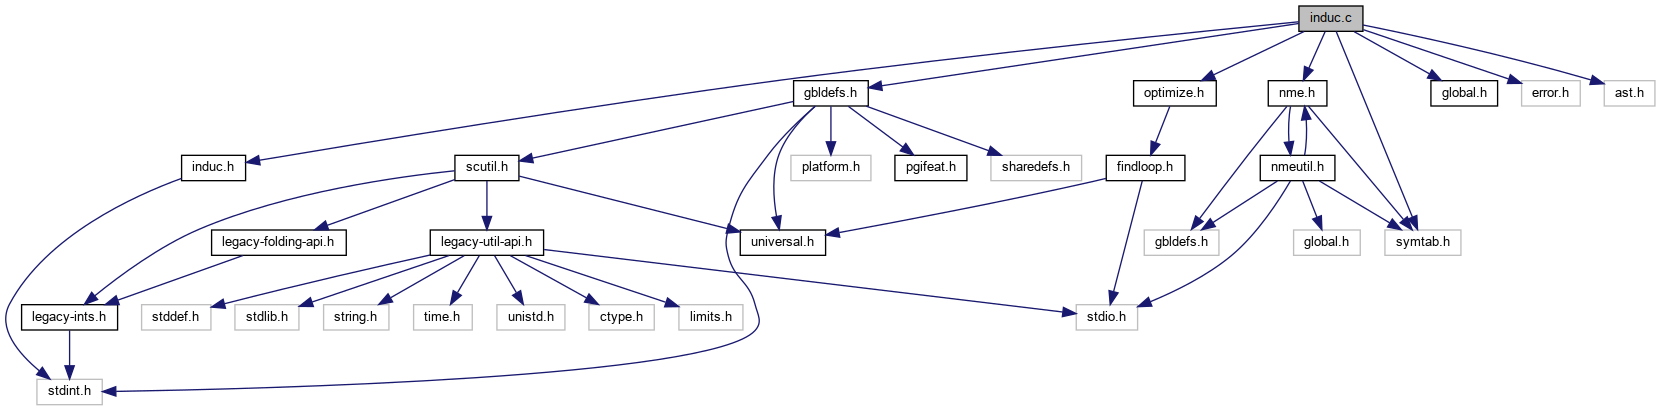 induc.c
gbldefs.h
optimize.h
nme.h
global.h
error.h
ast.h
induc.h
scutil.h
platform.h
pgifeat.h
sharedefs.h
findloop.h
nmeutil.h
legacy-folding-api.h
legacy-util-api.h
universal.h
gbldefs.h
global.h
symtab.h
legacy-ints.h
stddef.h
stdlib.h
string.h
time.h
unistd.h
ctype.h
limits.h
stdio.h
stdint.h